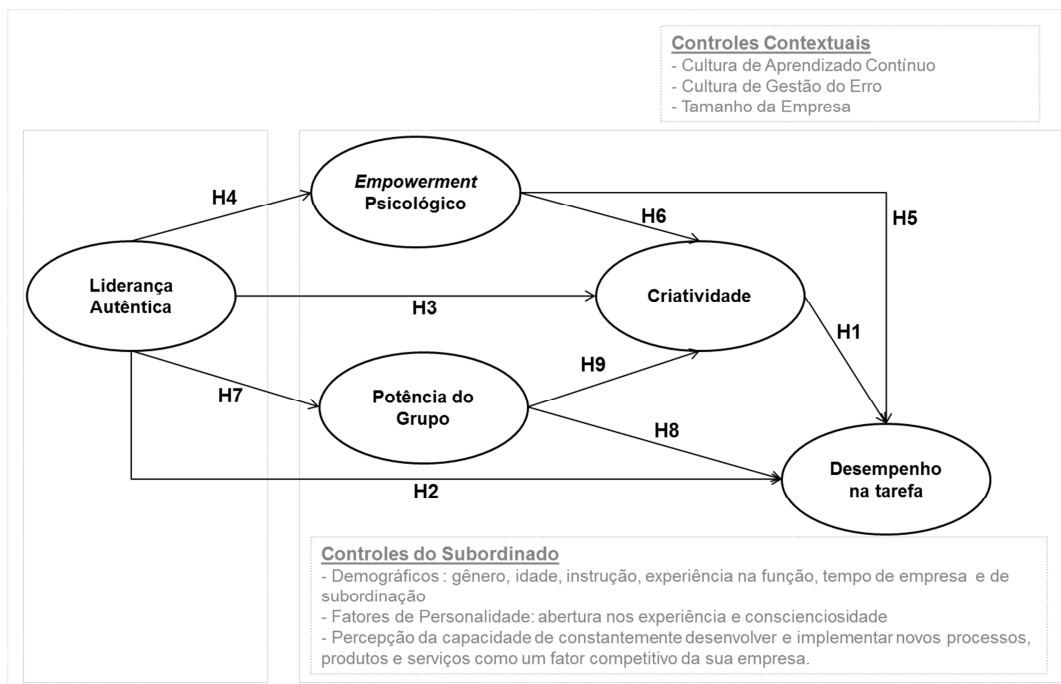 Controles Contextuais
- Cultura de Aprendizado Contínuo
- Cultura de Gestão do Erro
- Tamanho da Empresa
Empowerment
Psicológico
H4
H6
H5
Liderança
Autêntica
H3
Criatividade
H1
H7
Potência do
Grupo
H9
H8
H2
Desempenho
na tarefa
Controles do Subordinado
- Demográficos : gênero, idade, instrução, experiência na função, tempo de empresa e de
subordinação
- Fatores de Personalidade: abertura nos experiência e conscienciosidade
- Percepção da capacidade de constantemente desenvolver e implementar novos processos,
produtos e serviços como um fator competitivo da sua empresa.